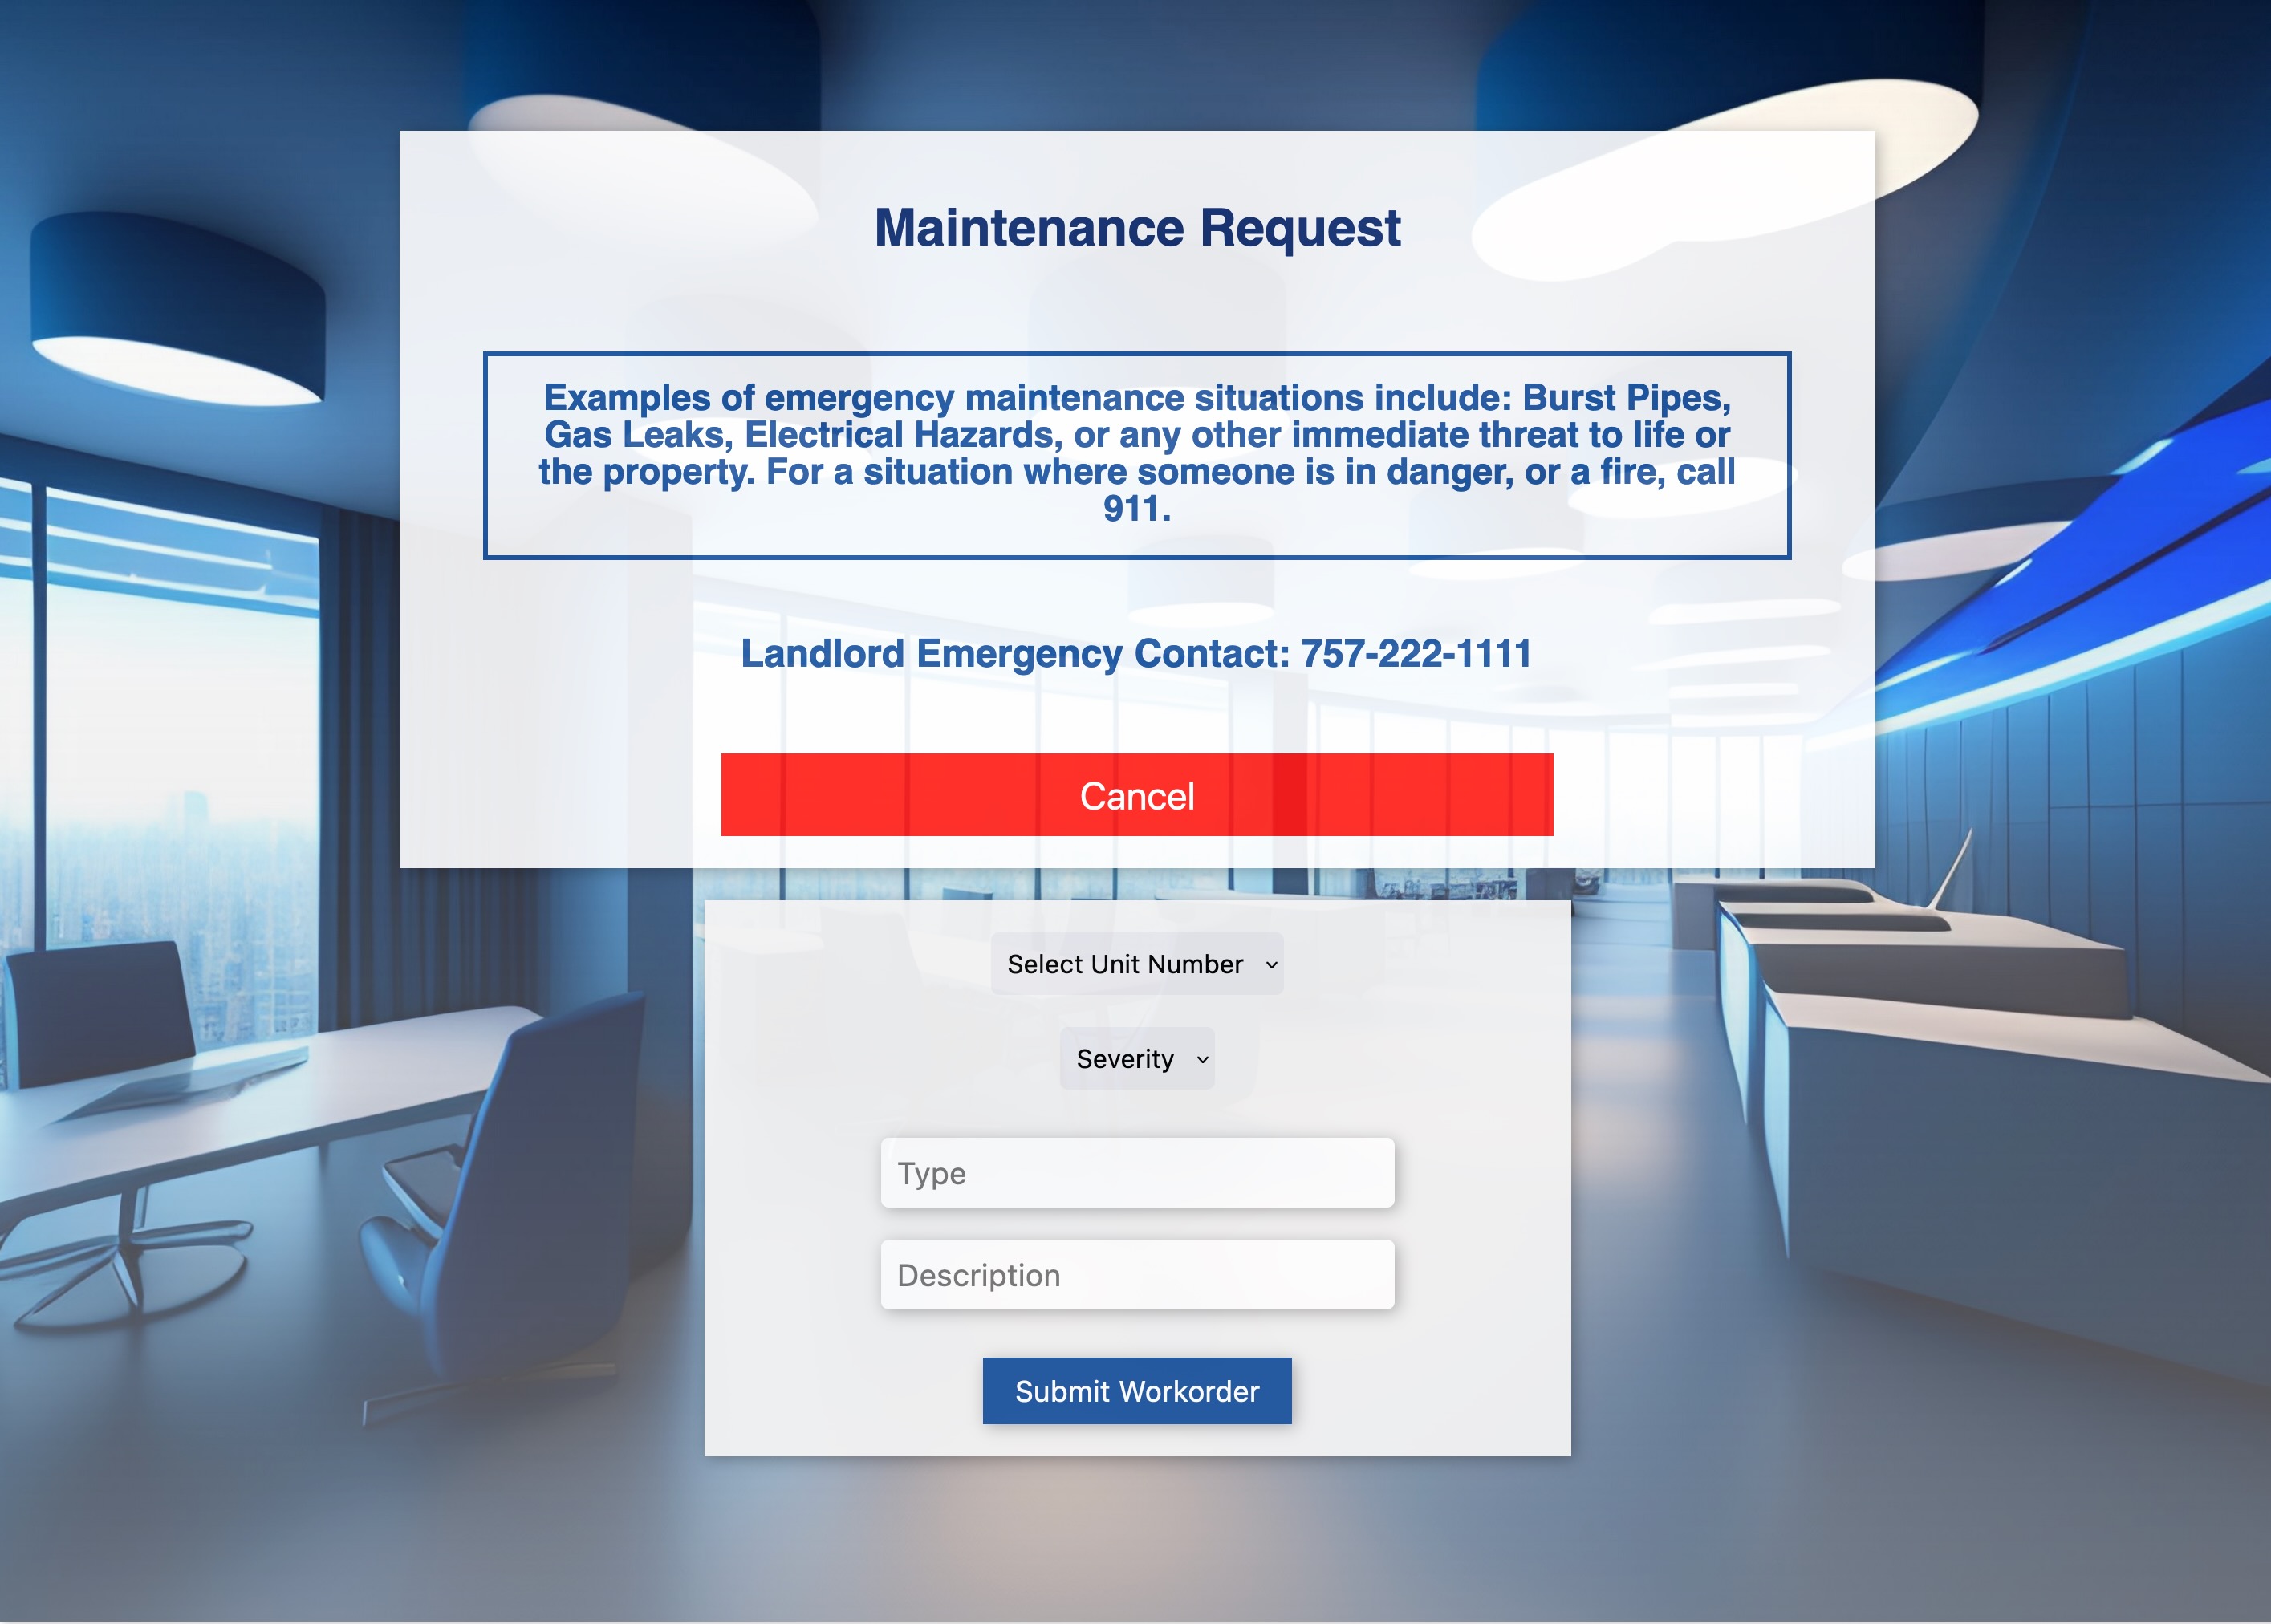 Maintenance Request
Examples of emergency maintenance situations include: Burst Pipes,
Gas Leaks, Electrical Hazards, or any other immediate threat to life or
the property. For a situation where someone is in danger, or a fire, call
911.
Landlord Emergency Contact: 757-222-1111
Cancel
Select Unit Number
Severity
Type
Description
Submit Workorder